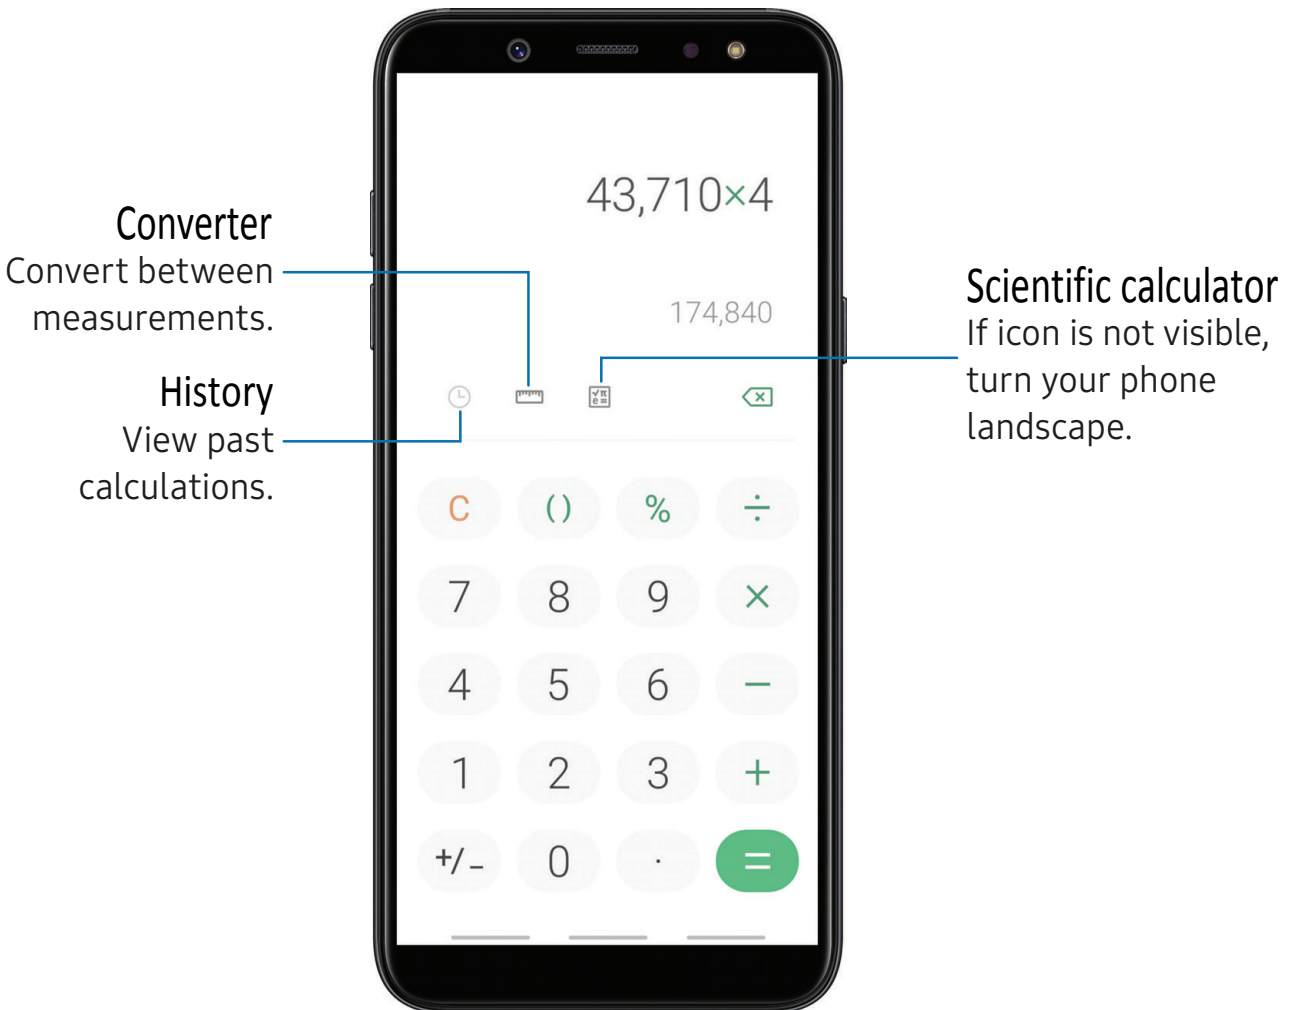 43,710×4
174,840
Converter
Convert between
measurements.
History
View past
calculations.
Scientific calculator
If icon is not visible,
turn your phone
landscape.
√π
e=
C () % ÷
7 8 9 ×
4 5 6 −
1 2 3 +
+/- 0 . =